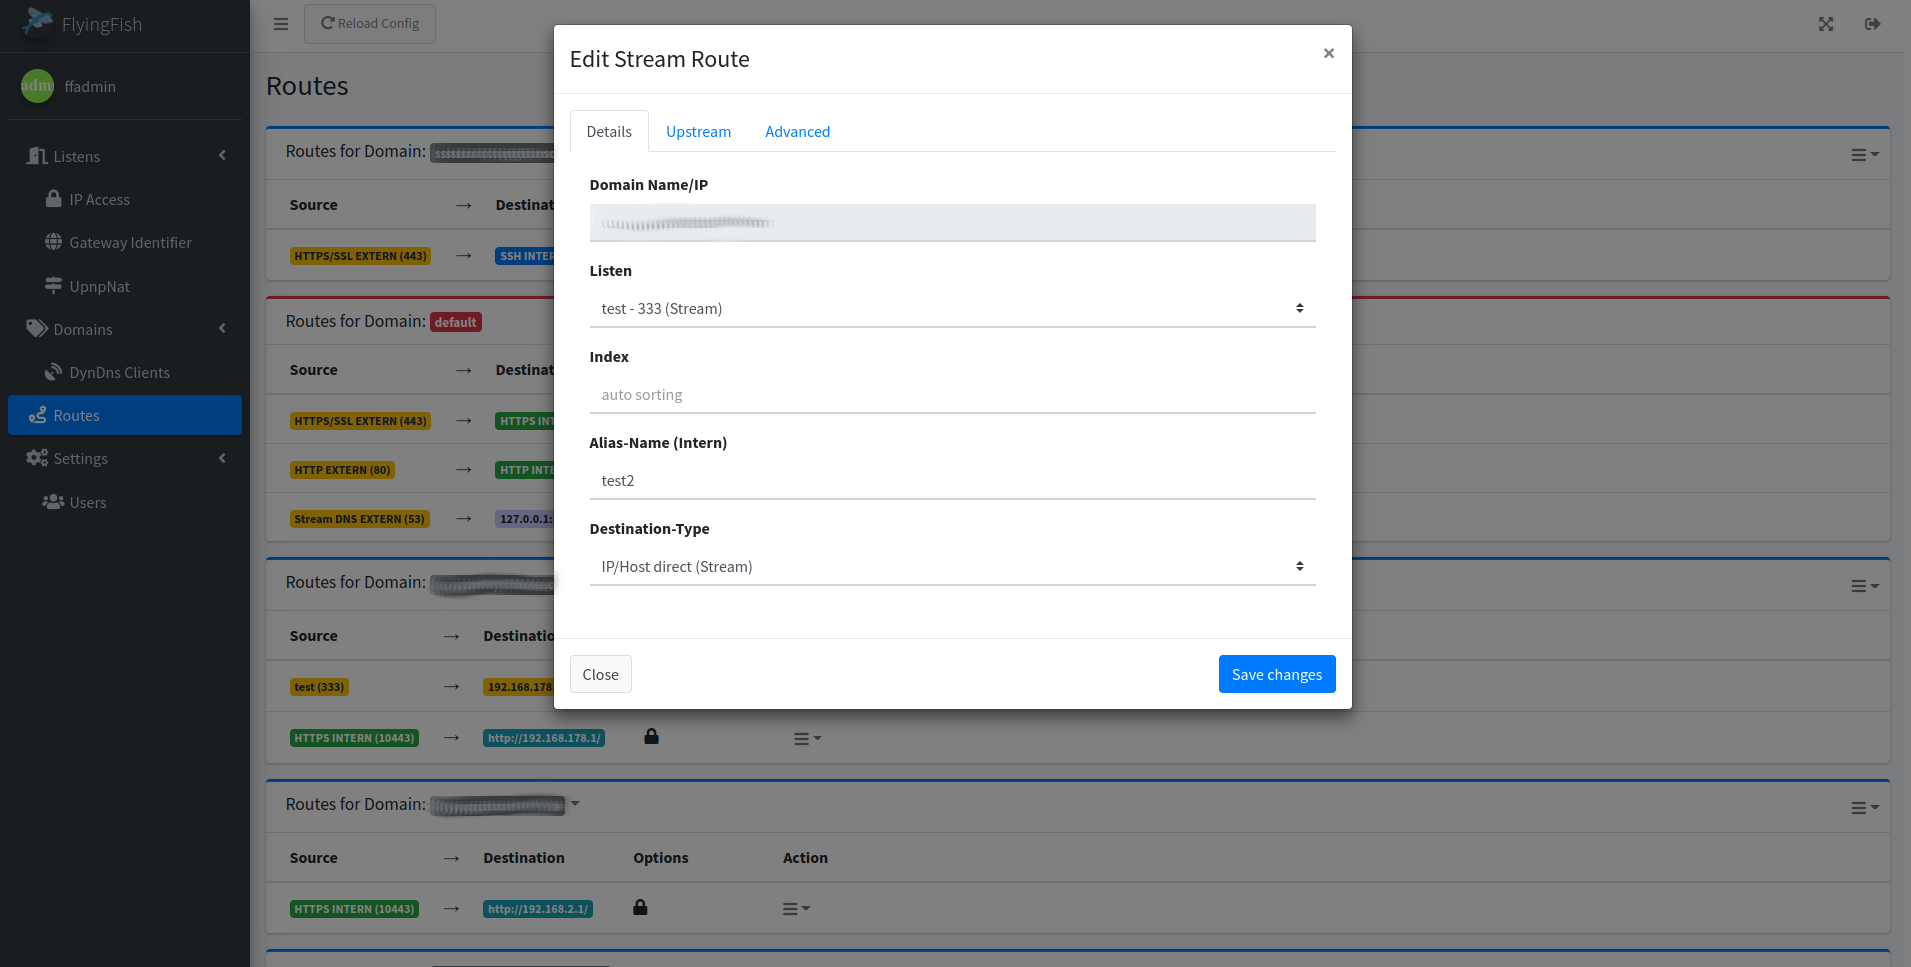 FlyingFish
Reload Config
adm
ffadmin
Listens
IP Access
Gateway Identifier
UpnpNat
Domains
DynDns Clients
Routes
Settings
Users
Routes
Routes for Domain:
Source → Destinat
HTTPS/SSL EXTERN (443) → SSH INTER
Routes for Domain: default
Source → Destinat
HTTPS/SSL EXTERN (443) → HTTPS INT
HTTP EXTERN (80) → HTTP INTE
Stream DNS EXTERN (53) → 127.0.0.1:
Routes for Domain:
Source → Destinatio
test (333) → 192.168.178.
HTTPS INTERN (10443) → http://192.168.178.1/
Routes for Domain:
Source → Destination Options Action
HTTPS INTERN (10443) → http://192.168.2.1/
Edit Stream Route ×
Details Upstream Advanced
Domain Name/IP
Listen
test - 333 (Stream)
Index
auto sorting
Alias-Name (Intern)
test2
Destination-Type
IP/Host direct (Stream)
Close Save changes